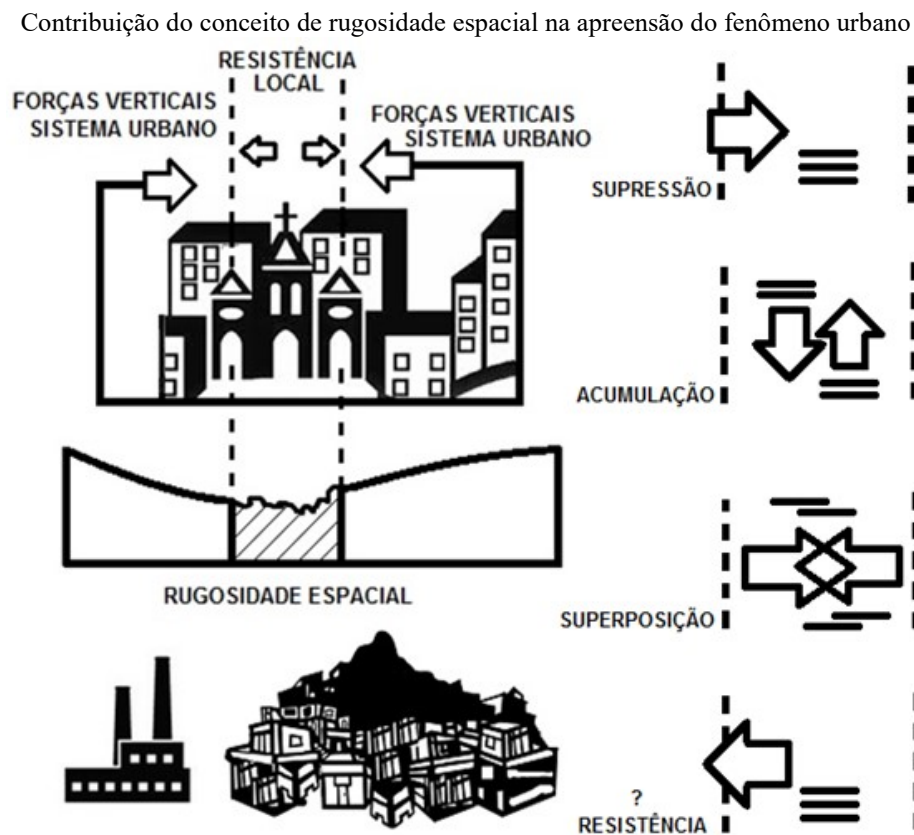 Contribuição do conceito de rugosidade espacial na apreensão do fenômeno urbano
RESISTÊNCIA
LOCAL
FORÇAS VERTICAIS
SISTEMA URBANO
FORÇAS VERTICAIS
SISTEMA URBANO
SUPRESSÃO
ACUMULAÇÃO
RUGOSIDADE ESPACIAL
SUPERPOSIÇÃO
?
RESISTÊNCIA